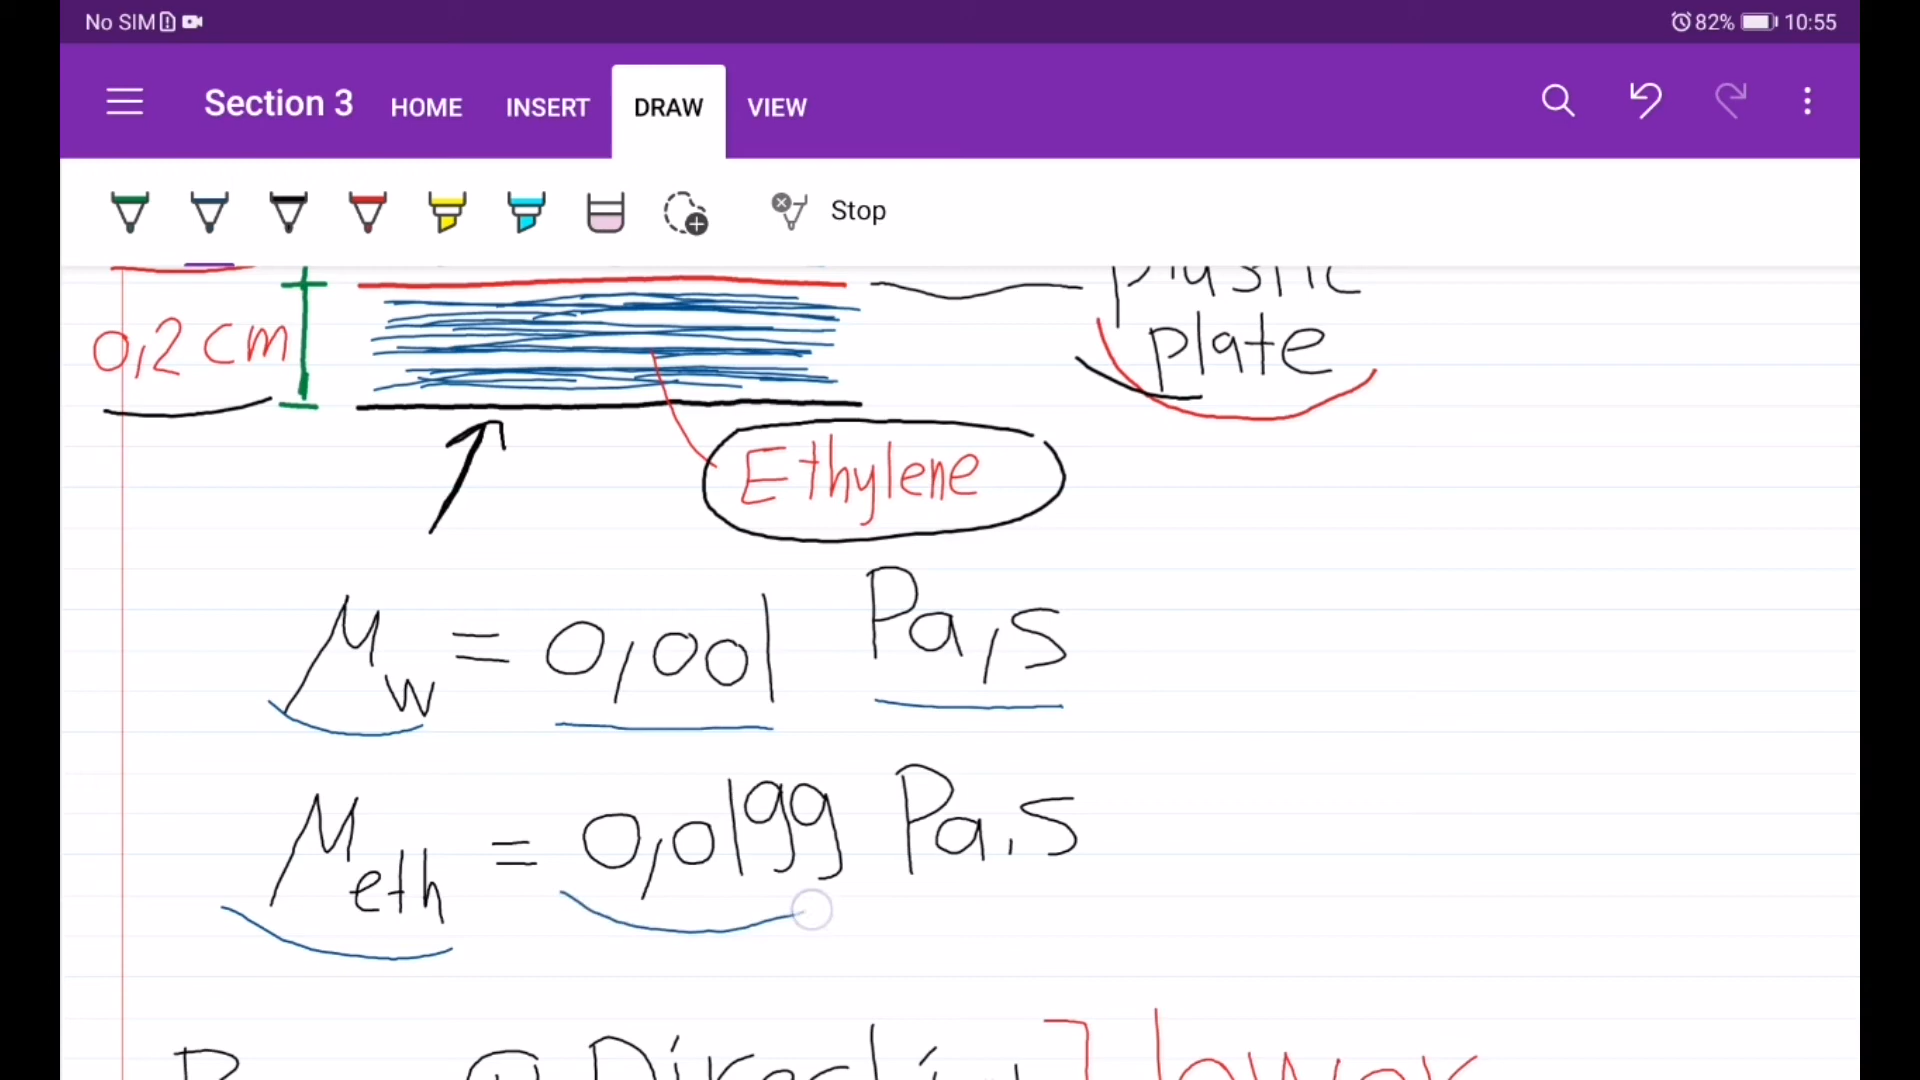 No SIM 82% 10:55
Section 3 HOME INSERT DRAW VIEW
Stop
plastic
0,2 cm
plate
Ethylene
μw = 0,001 Pa,s
μeth = 0,0199 Pa.s